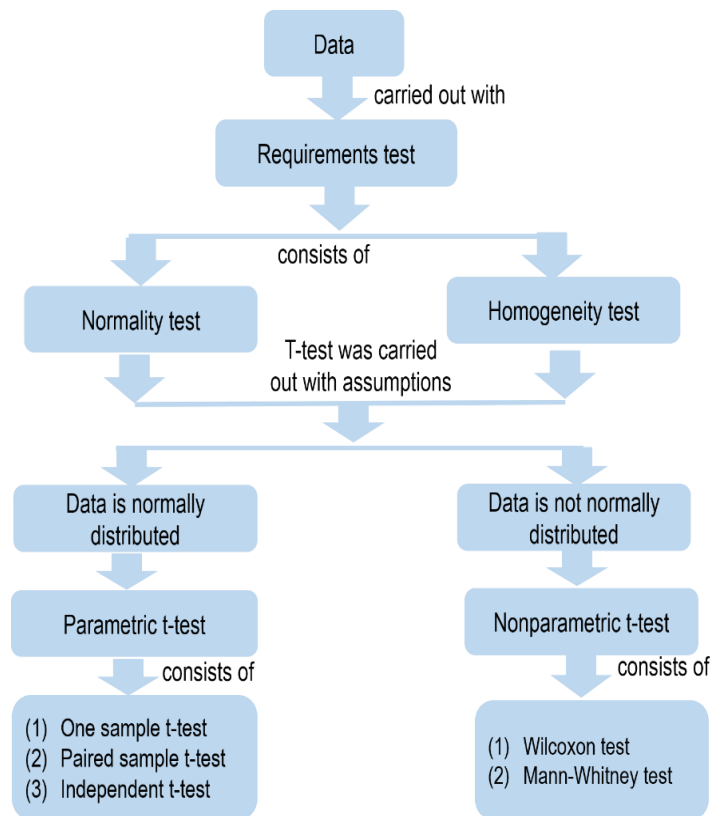 Data
carried out with
Requirements test
consists of
Normality test
Homogeneity test
T-test was carried
out with assumptions
Data is normally
distributed
Data is not normally
distributed
Parametric t-test
Nonparametric t-test
consists of
consists of
(1) One sample t-test
(2) Paired sample t-test
(3) Independent t-test
(1) Wilcoxon test
(2) Mann-Whitney test